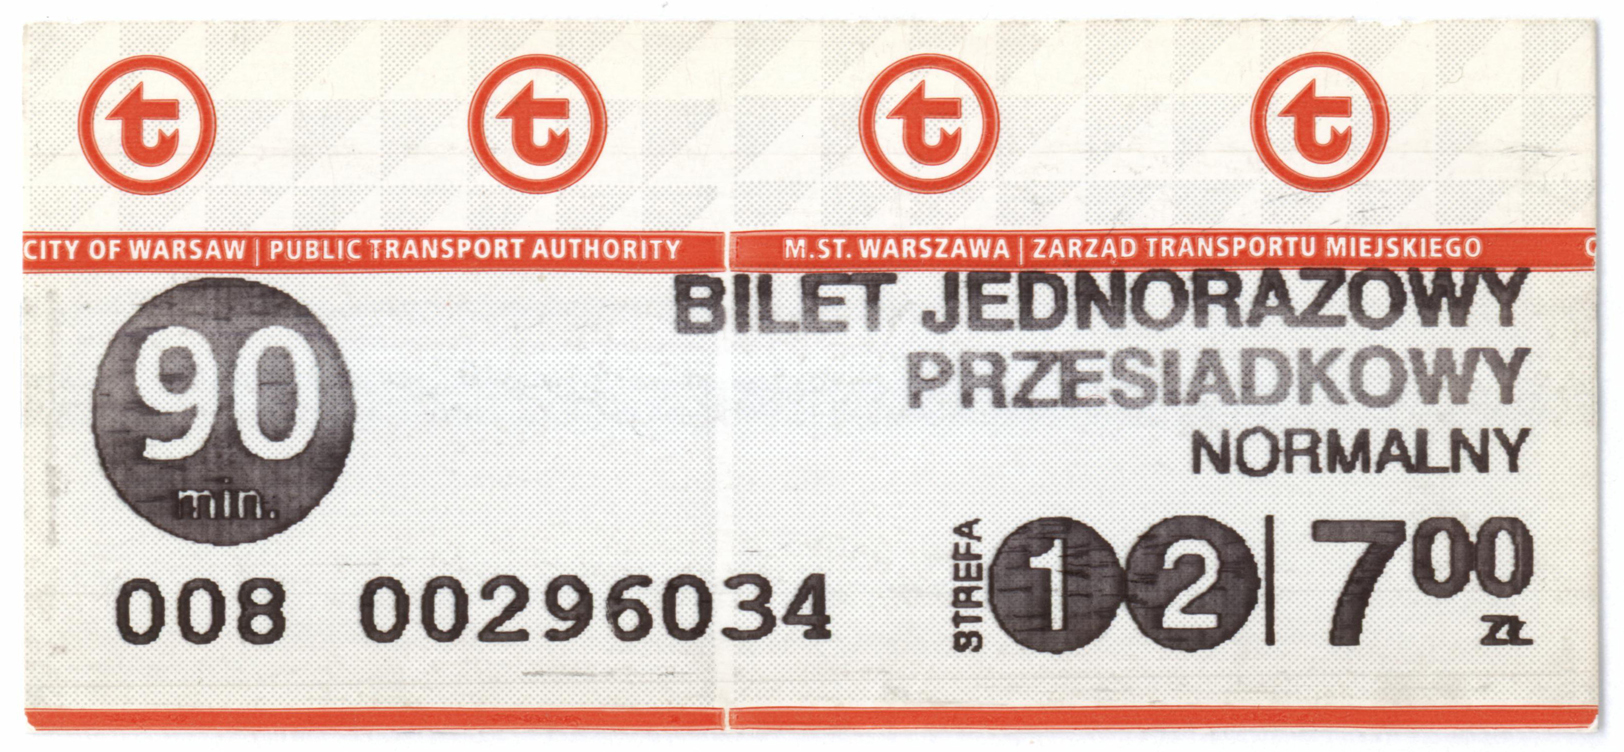 CITY OF WARSAW | PUBLIC TRANSPORT AUTHORITY M.ST. WARSZAWA | ZARZĄD TRANSPORTU MIEJSKIEGO
BILET JEDNORAZOWY
PRZESIADKOWY
NORMALNY
90
min.
008 00296034
STREFA 1 2 | 7 00
ZŁ